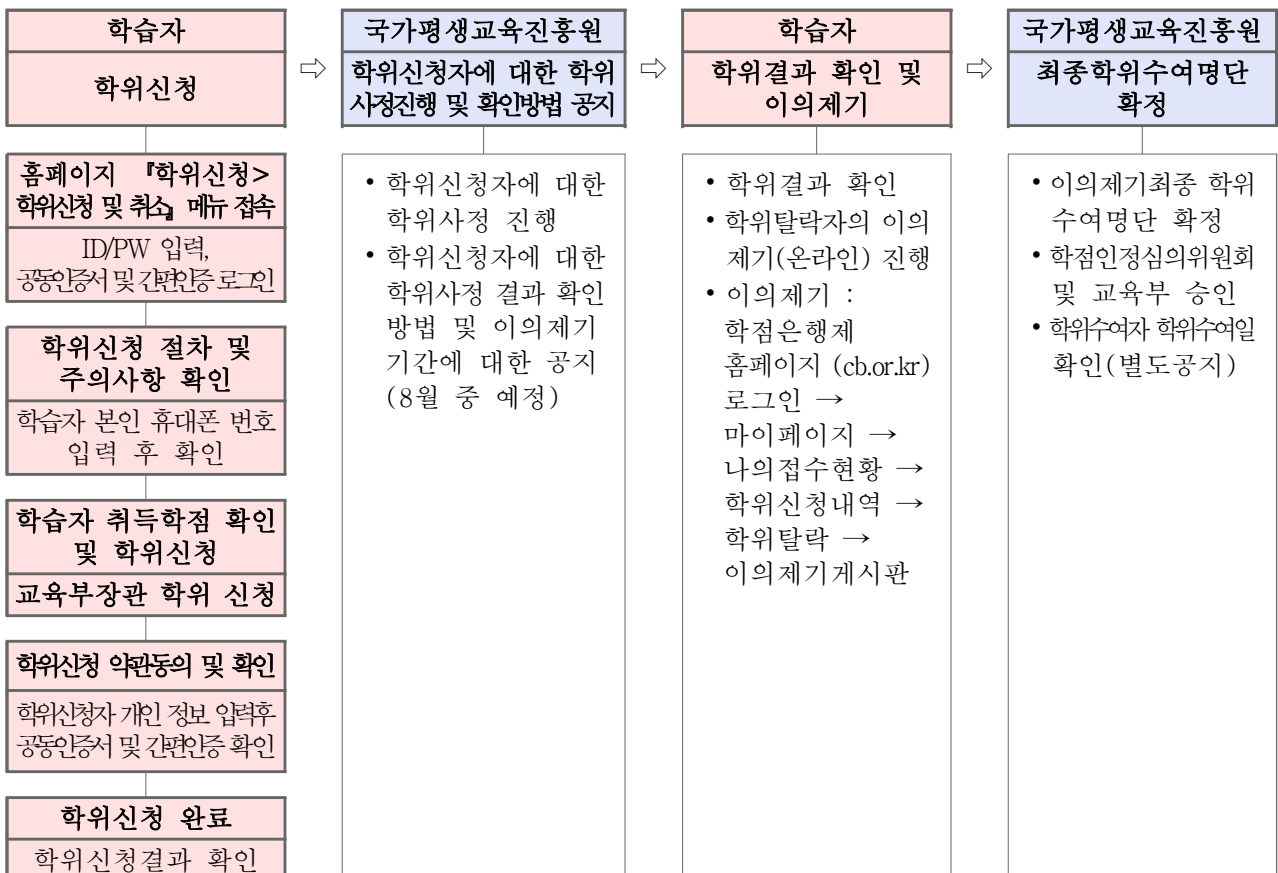 학습자
학위신청
⇨
국가평생교육진흥원
학위신청자에 대한 학위
사정진행 및 확인방법 공지
⇨
학습자
학위결과 확인 및
이의제기
⇨
국가평생교육진흥원
최종학위수여명단
확정
홈페이지 『학위신청>
학위신청 및 취소』 메뉴 접속
ID/PW 입력,
공동인증서 및 간편인증 로그인
학위신청 절차 및
주의사항 확인
학습자 본인 휴대폰 번호
입력 후 확인
학습자 취득학점 확인
및 학위신청
교육부장관 학위 신청
학위신청 약관동의 및 확인
학위신청자 개인 정보 입력후
공동인증서 및 간편인증 확인
학위신청 완료
학위신청결과 확인
• 학위신청자에 대한
학위사정 진행
• 학위신청자에 대한
학위사정 결과 확인
방법 및 이의제기
기간에 대한 공지
(8월 중 예정)
• 학위결과 확인
• 학위탈락자의 이의
제기(온라인) 진행
• 이의제기 :
학점은행제
홈페이지 (cb.or.kr)
로그인 →
마이페이지 →
나의접수현황 →
학위신청내역 →
학위탈락 →
이의제기게시판
• 이의제기최종 학위
수여명단 확정
• 학점인정심의위원회
및 교육부 승인
• 학위수여자 학위수여일
확인(별도공지)